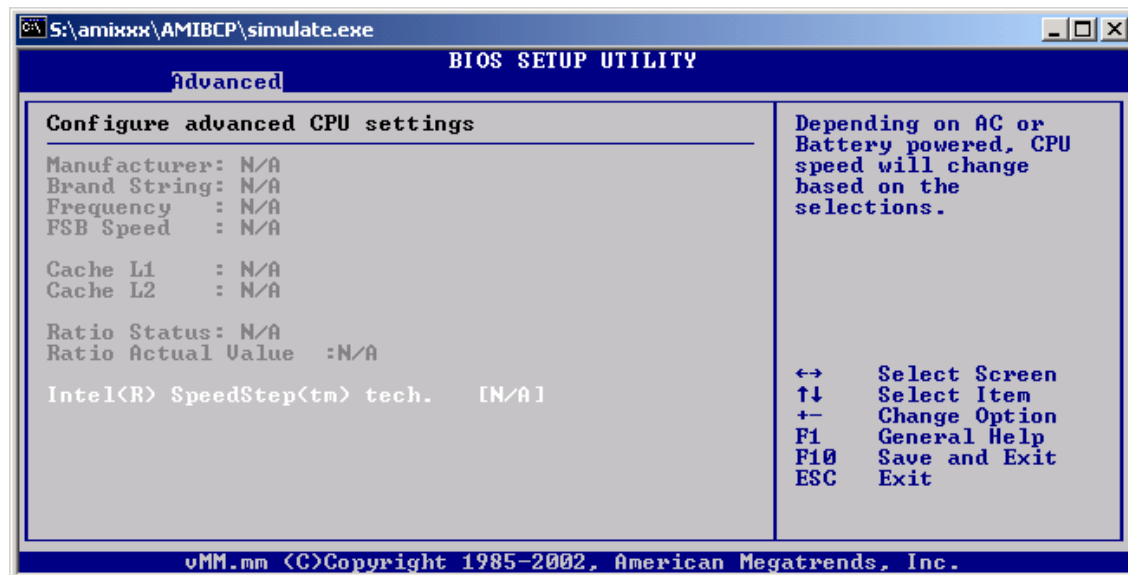 S:\amixxx\AMIBCP\simulate.exe
BIOS SETUP UTILITY
Advanced
Configure advanced CPU settings
Manufacturer: N/A
Brand String: N/A
Frequency : N/A
FSB Speed : N/A
Cache L1 : N/A
Cache L2 : N/A
Ratio Status: N/A
Ratio Actual Value :N/A
Intel(R) SpeedStep(tm) tech. [N/A]
Depending on AC or
Battery powered, CPU
speed will change
based on the
selections.
↔ Select Screen
↑↓ Select Item
+- Change Option
F1 General Help
F10 Save and Exit
ESC Exit
vMM.mm (C)Copyright 1985-2002, American Megatrends, Inc.